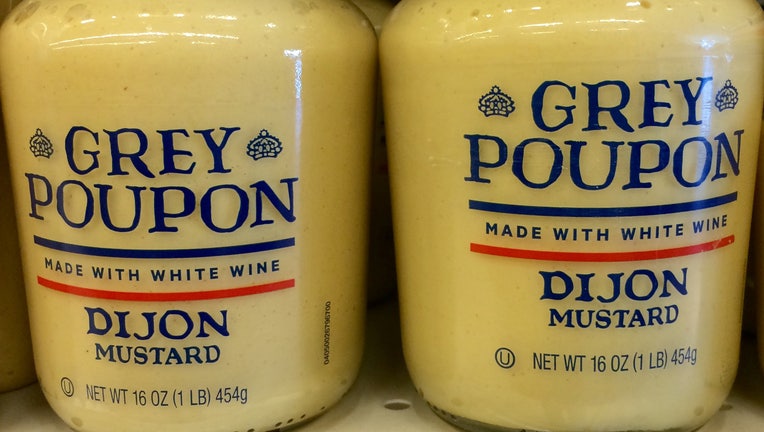 GREY
POUPON
MADE WITH WHITE WINE
DIJON
MUSTARD
U NET WT 16 OZ (1 LB) 454g
GREY
POUPON
MADE WITH WHITE WINE
DIJON
MUSTARD
U NET WT 16 OZ (1 LB) 454g